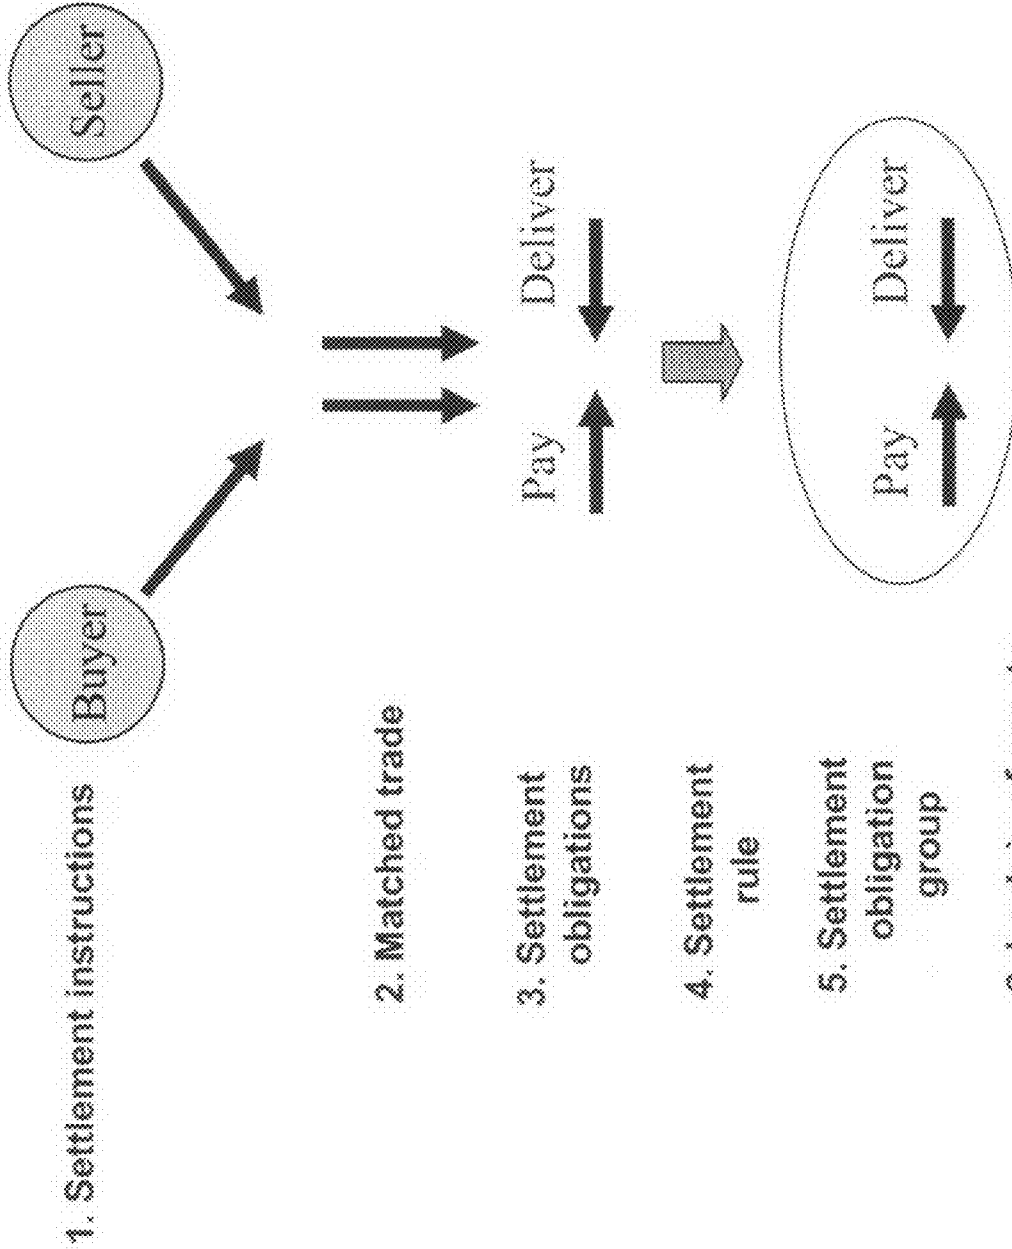 1. Settlement instructions
Buyer
Seller
2. Matched trade
3. Settlement
obligations
Pay
Deliver
4. Settlement
rule
5. Settlement
obligation
group
Pay
Deliver